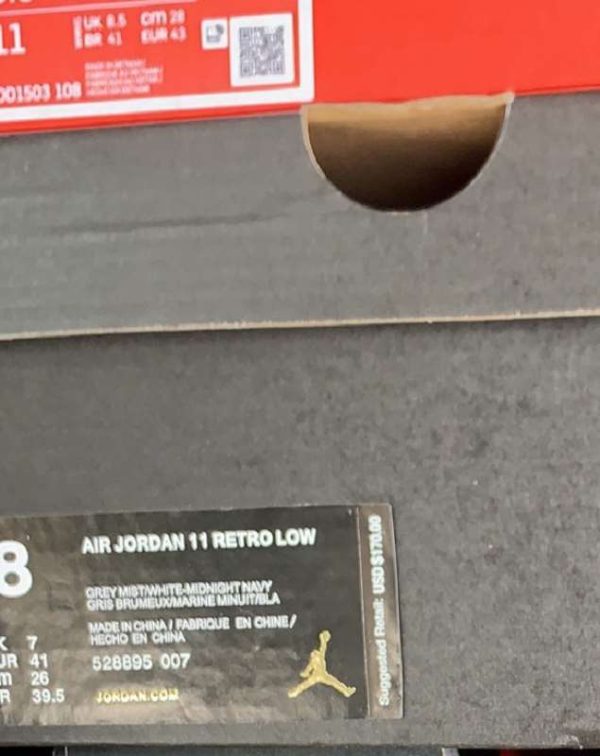 11
UK 8.5 cm 28
BR 41 EUR 43
001503 108
8
AIR JORDAN 11 RETRO LOW
GREY MIST/WHITE-MIDNIGHT NAVY
GRIS BRUMEUX/MARINE MINUIT/BLA
MADE IN CHINA / FABRIQUE EN CHINE /
HECHO EN CHINA
528895 007
K 7
UR 41
m 26
R 39.5
JORDAN.COM
Suggested Retail: USD $170.00